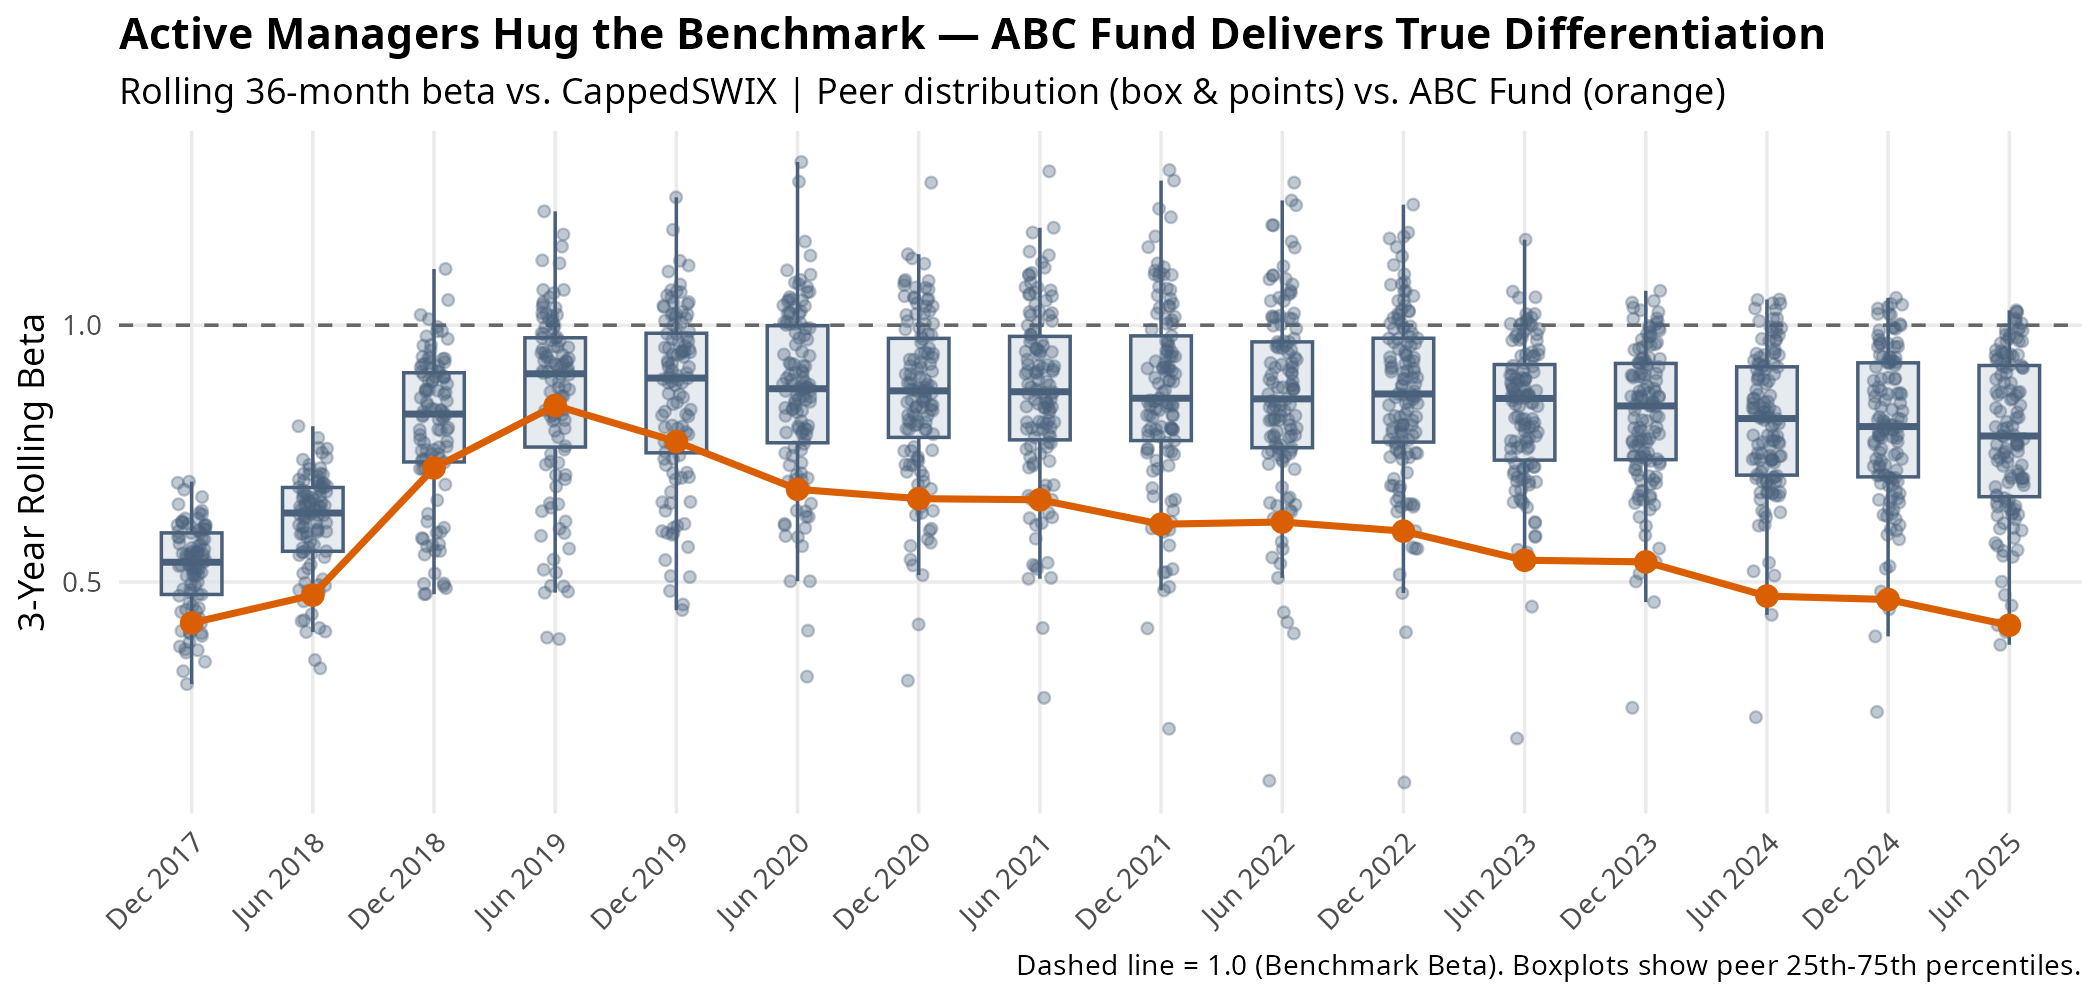 Active Managers Hug the Benchmark — ABC Fund Delivers True Differentiation
Rolling 36-month beta vs. CappedSWIX | Peer distribution (box & points) vs. ABC Fund (orange)
3-Year Rolling Beta
1.0
0.5
Dec 2017
Jun 2018
Dec 2018
Jun 2019
Dec 2019
Jun 2020
Dec 2020
Jun 2021
Dec 2021
Jun 2022
Dec 2022
Jun 2023
Dec 2023
Jun 2024
Dec 2024
Jun 2025
Dashed line = 1.0 (Benchmark Beta). Boxplots show peer 25th-75th percentiles.